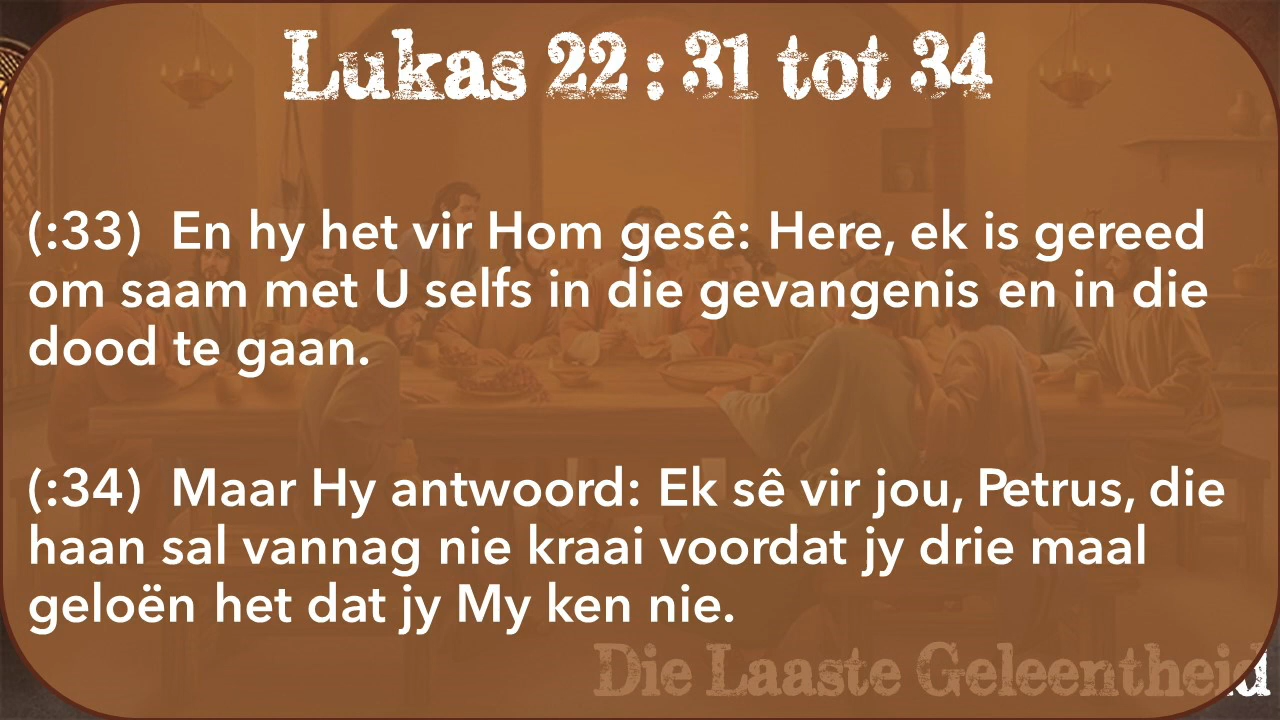 Lukas 22 : 31 tot 34
(:33)  En hy het vir Hom gesê: Here, ek is gereed
om saam met U selfs in die gevangenis en in die
dood te gaan.
(:34)  Maar Hy antwoord: Ek sê vir jou, Petrus, die
haan sal vannag nie kraai voordat jy drie maal
geloën het dat jy My ken nie.
Die Laaste Geleentheid